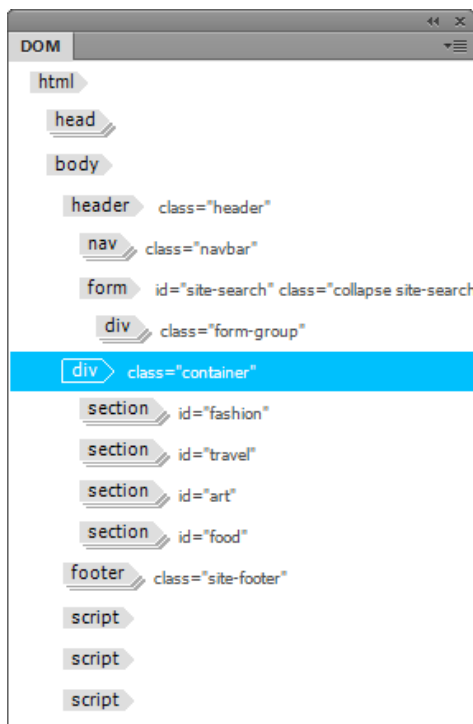 DOM
html
head
body
header class="header"
nav class="navbar"
form id="site-search" class="collapse site-search
div class="form-group"
div class="container"
section id="fashion"
section id="travel"
section id="art"
section id="food"
footer class="site-footer"
script
script
script